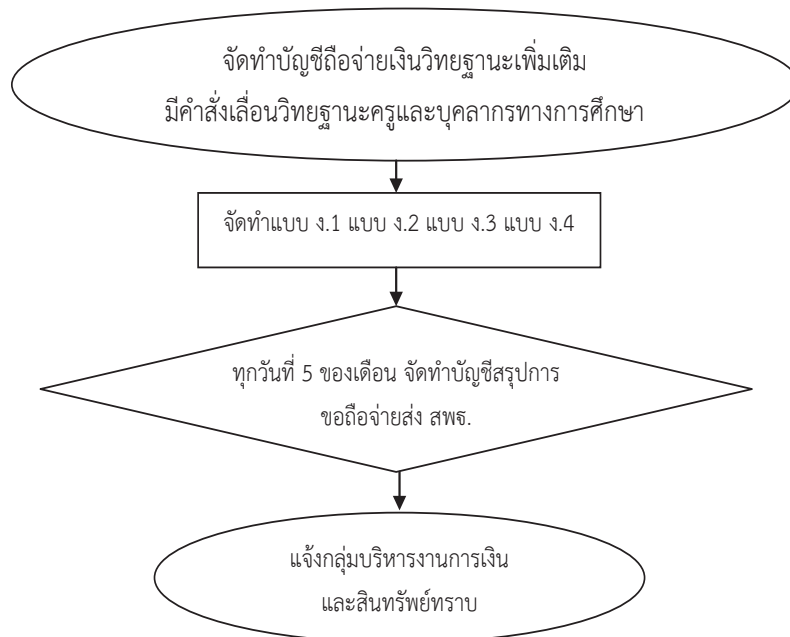 จัดทำบัญชีถือจ่ายเงินวิทยฐานะเพิ่มเติม
มีคำสั่งเลื่อนวิทยฐานะครูและบุคลากรทางการศึกษา
จัดทำแบบ ง.1 แบบ ง.2 แบบ ง.3 แบบ ง.4
ทุกวันที่ 5 ของเดือน จัดทำบัญชีสรุปการ
ขอถือจ่ายส่ง สพฐ.
แจ้งกลุ่มบริหารงานการเงิน
และสินทรัพย์ทราบ